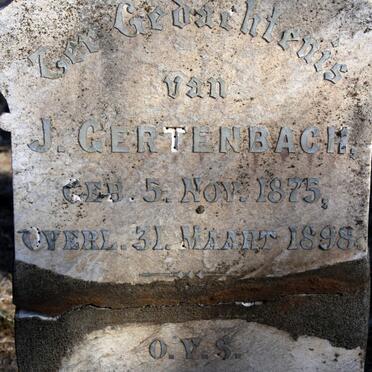 Ter Gedachtenis
van
J. GERTENBACH,
GEB. 5. NOV. 1875,
OVERL. 31. MAART 1898.
O.V.S.